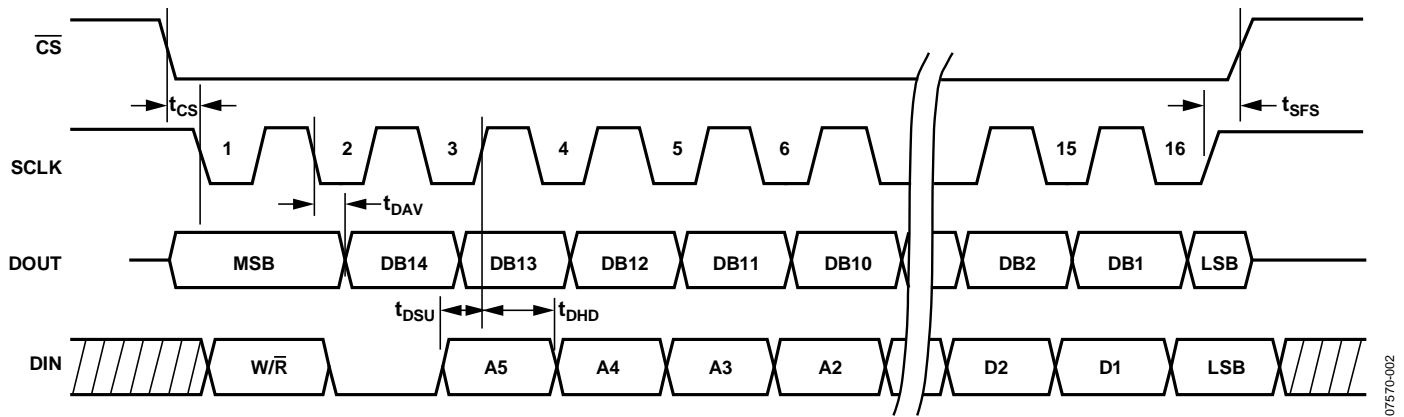 CS
tCS
tSFS
SCLK
1 2 3 4 5 6 15 16
tDAV
DOUT
MSB DB14 DB13 DB12 DB11 DB10 DB2 DB1 LSB
tDSU
tDHD
DIN
W/R A5 A4 A3 A2 D2 D1 LSB
07570-002